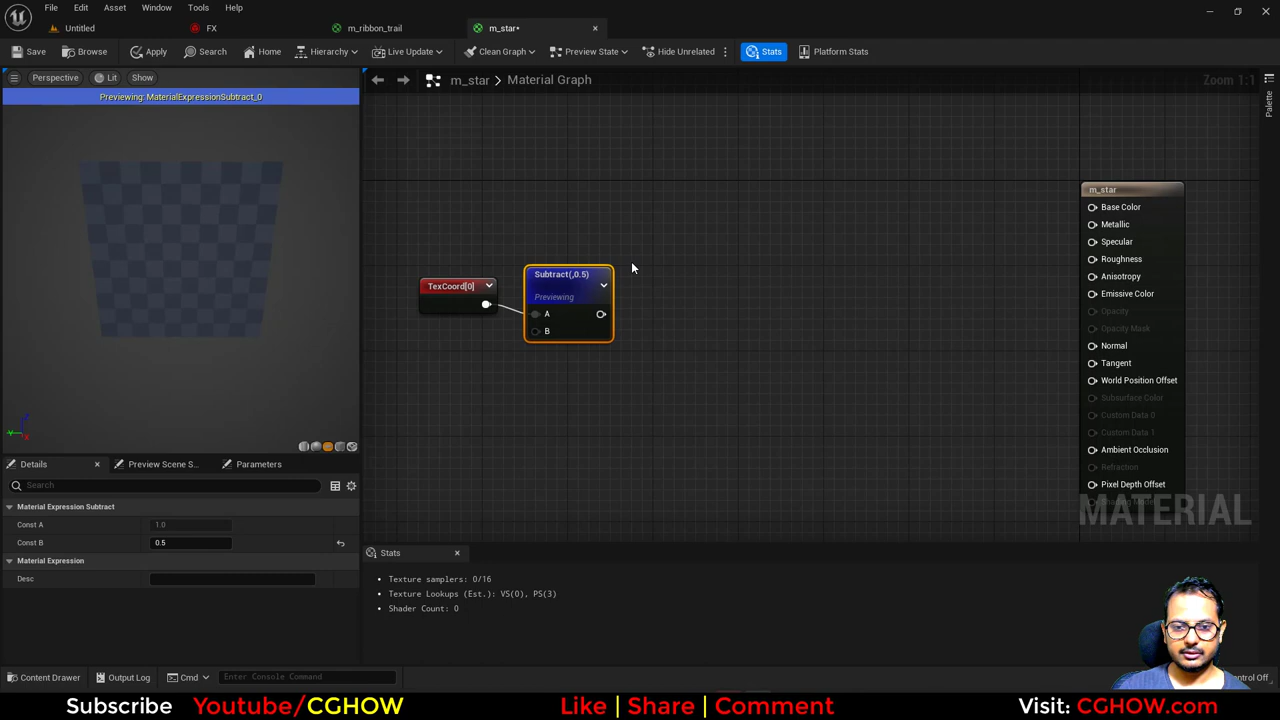 File Edit Asset Window Tools Help
Untitled FX m_ribbon_trail m_star•
Save Browse Apply Search Home Hierarchy Live Update Clean Graph Preview State Hide Unrelated Stats Platform Stats
Perspective Lit Show
m_star > Material Graph Zoom 1:1
Palette
Previewing: MaterialExpressionSubtract_0
m_star
Base Color
Metallic
Specular
Roughness
Anisotropy
Emissive Color
Opacity
Opacity Mask
Normal
Tangent
World Position Offset
Subsurface Color
Custom Data 0
Custom Data 1
Ambient Occlusion
Refraction
Pixel Depth Offset
MATERIAL
TexCoord[0]
Subtract(,0.5)
Previewing
A
B
Details Preview Scene S... Parameters
Search
Material Expression Subtract
Const A 1.0
Const B 0.5
Material Expression
Desc
Stats
• Texture samplers: 0/16
• Texture Lookups (Est.): VS(0), PS(3)
• Shader Count: 0
Content Drawer Output Log Cmd Enter Console Command
Subscribe Youtube/CGHOW Like | Share | Comment Visit: CGHOW.com